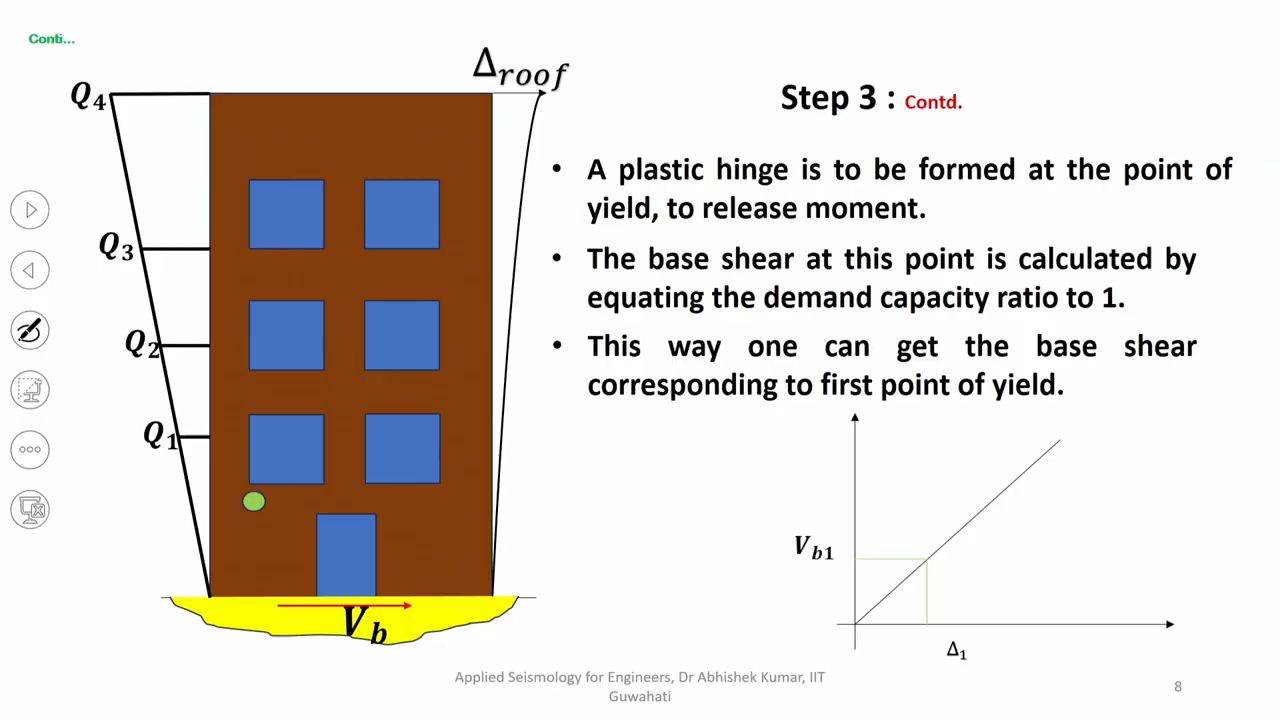 Conti...
Δroof
Q4
Step 3 : Contd.
• A plastic hinge is to be formed at the point of
yield, to release moment.
Q3
• The base shear at this point is calculated by
equating the demand capacity ratio to 1.
Q2
• This way one can get the base shear
corresponding to first point of yield.
Q1
Vb1
Vb
Δ1
Applied Seismology for Engineers, Dr Abhishek Kumar, IIT
Guwahati
8